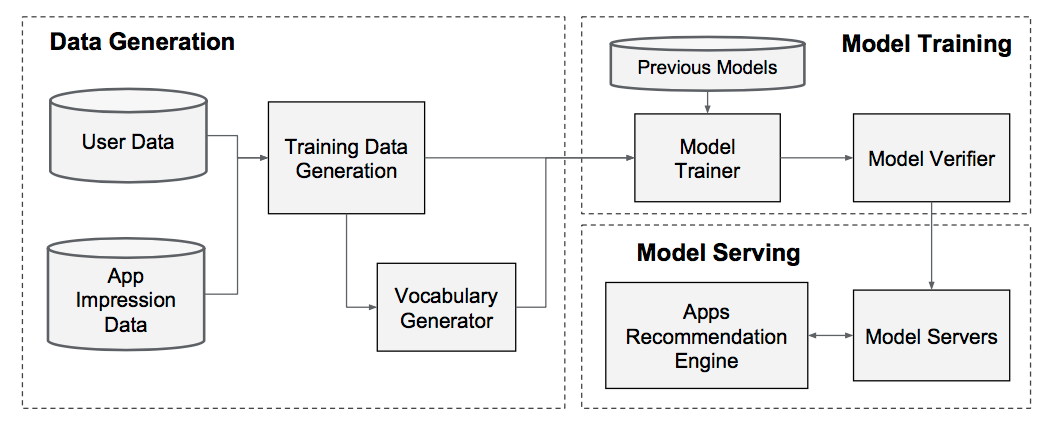 Data Generation
User Data
App
Impression
Data
Training Data
Generation
Vocabulary
Generator
Model Training
Previous Models
Model
Trainer
Model Verifier
Model Serving
Apps
Recommendation
Engine
Model Servers